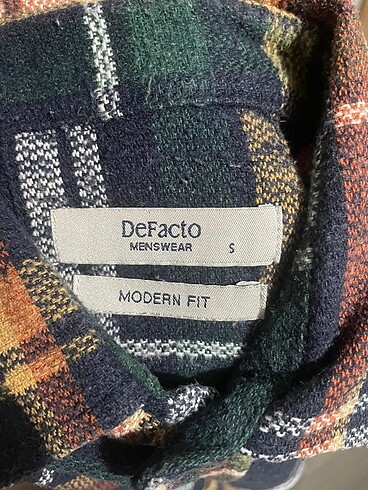 DeFacto
MENSWEAR S
MODERN FIT